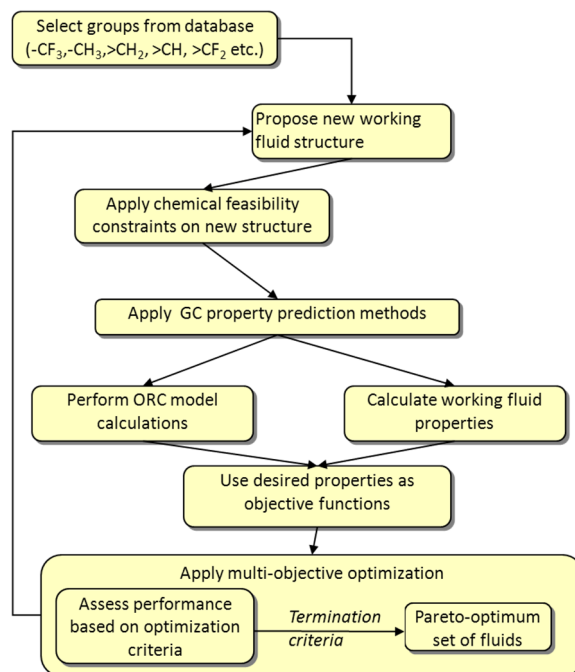 Select groups from database
(-CF₃,-CH₃,>CH₂, >CH, >CF₂ etc.)
Propose new working
fluid structure
Apply chemical feasibility
constraints on new structure
Apply GC property prediction methods
Perform ORC model
calculations
Calculate working fluid
properties
Use desired properties as
objective functions
Apply multi-objective optimization
Assess performance
based on optimization
criteria
Termination
criteria
Pareto-optimum
set of fluids